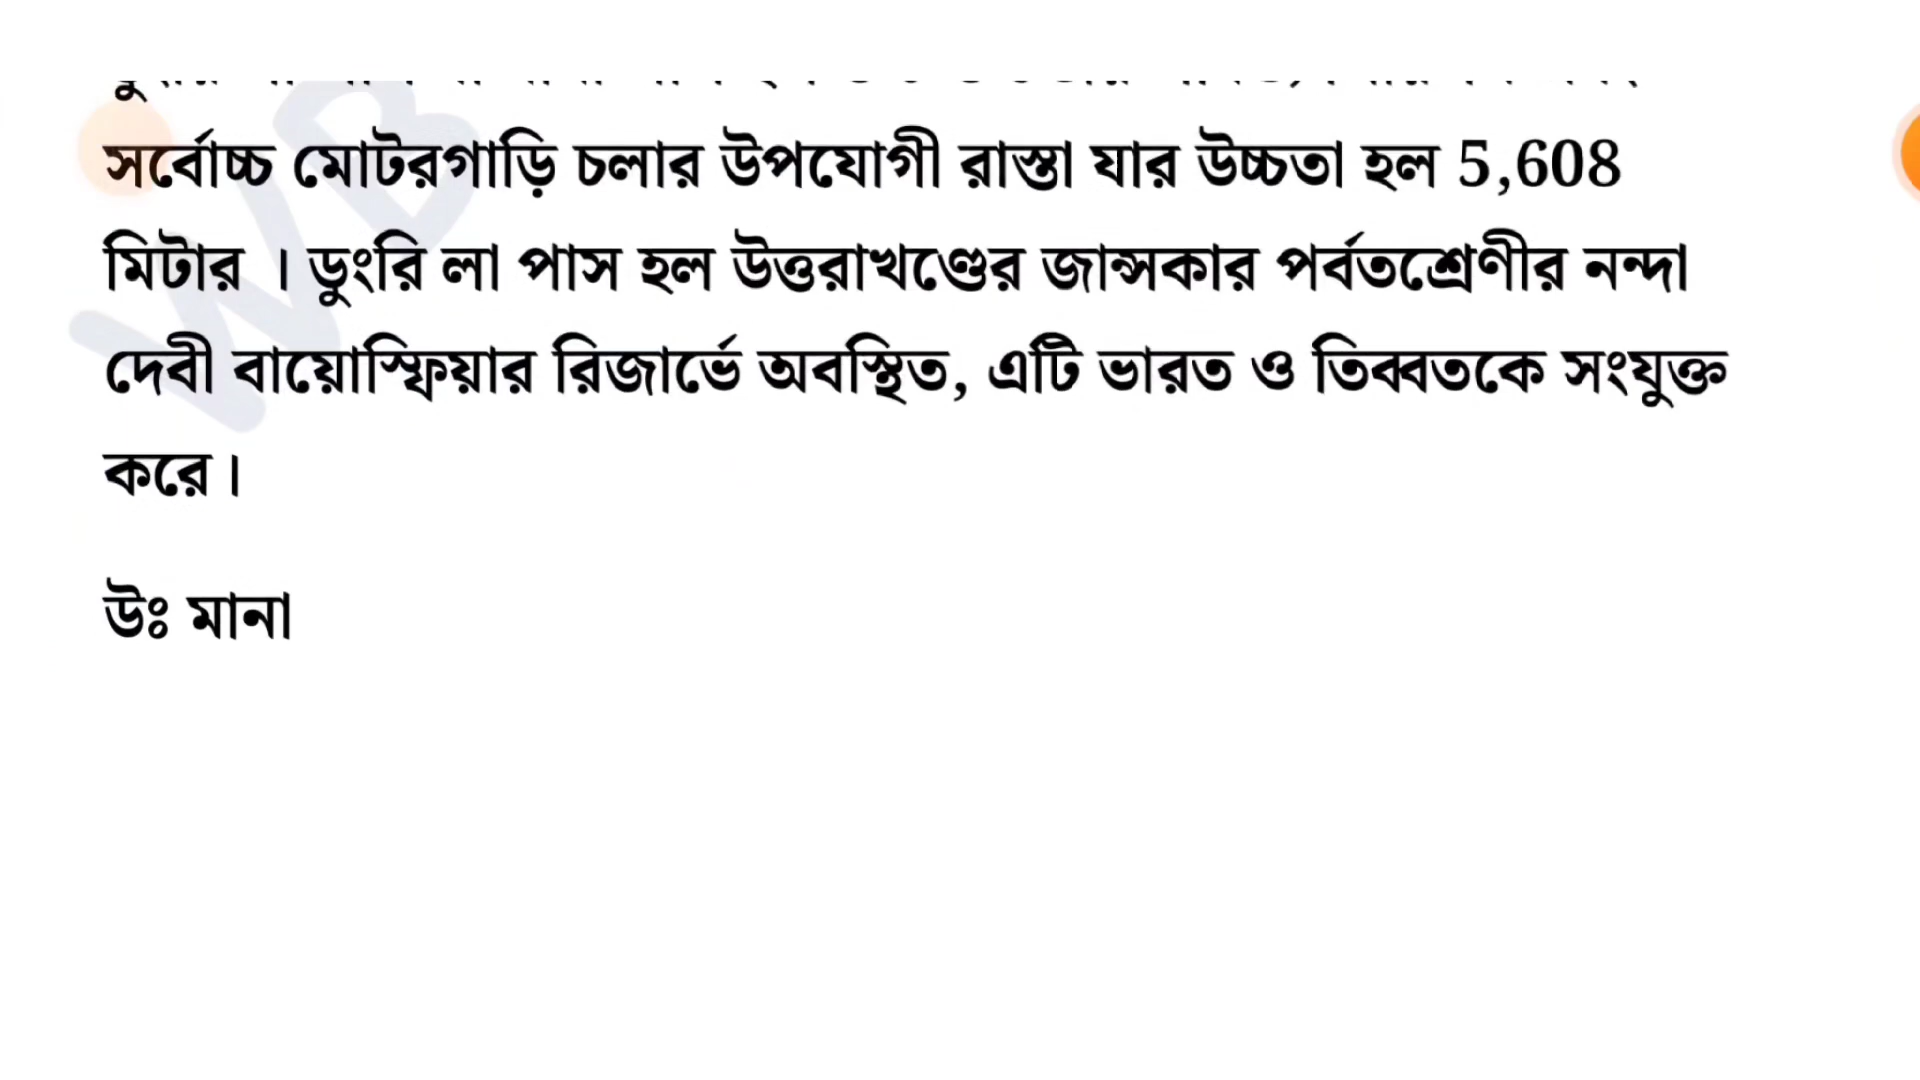 সর্বোচ্চ মোটরগাড়ি চলার উপযোগী রাস্তা যার উচ্চতা হল 5,608
মিটার । ডুংরি লা পাস হল উত্তরাখণ্ডের জান্সকার পর্বতশ্রেণীর নন্দা
দেবী বায়োস্ফিয়ার রিজার্ভে অবস্থিত, এটি ভারত ও তিব্বতকে সংযুক্ত
করে।
উঃ মানা
WB